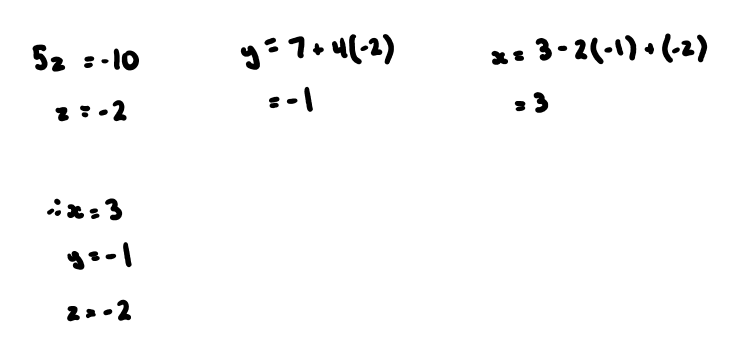 5z = -10
z = -2
y = 7 + 4(-2)
= -1
x = 3 - 2(-1) + (-2)
= 3
∴ x = 3
y = -1
z = -2